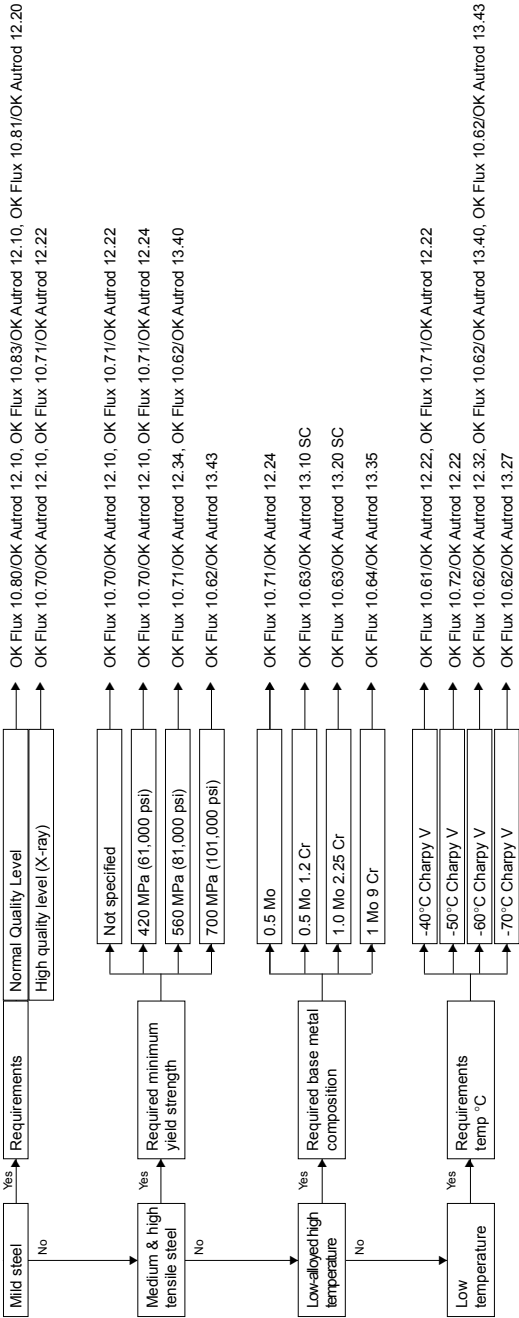 Mild steel
Yes
Requirements
Normal Quality Level
OK Flux 10.80/OK Autrod 12.10, OK Flux 10.83/OK Autrod 12.10, OK Flux 10.81/OK Autrod 12.20
High quality level (X-ray)
OK Flux 10.70/OK Autrod 12.10, OK Flux 10.71/OK Autrod 12.22
No
Medium & high
tensile steel
Yes
Required minimum
yield strength
Not specified
OK Flux 10.70/OK Autrod 12.10, OK Flux 10.71/OK Autrod 12.22
420 MPa (61,000 psi)
OK Flux 10.70/OK Autrod 12.10, OK Flux 10.71/OK Autrod 12.24
560 MPa (81,000 psi)
OK Flux 10.71/OK Autrod 12.34, OK Flux 10.62/OK Autrod 13.40
700 MPa (101,000 psi)
OK Flux 10.62/OK Autrod 13.43
No
Low-alloyed high
temperature
Yes
Required base metal
composition
0.5 Mo
OK Flux 10.71/OK Autrod 12.24
0.5 Mo 1.2 Cr
OK Flux 10.63/OK Autrod 13.10 SC
1.0 Mo 2.25 Cr
OK Flux 10.63/OK Autrod 13.20 SC
1 Mo 9 Cr
OK Flux 10.64/OK Autrod 13.35
No
Low
temperature
Yes
Requirements
temp °C
-40°C Charpy V
OK Flux 10.61/OK Autrod 12.22, OK Flux 10.71/OK Autrod 12.22
-50°C Charpy V
OK Flux 10.72/OK Autrod 12.22
-60°C Charpy V
OK Flux 10.62/OK Autrod 12.32, OK Flux 10.62/OK Autrod 13.40, OK Flux 10.62/OK Autrod 13.43
-70°C Charpy V
OK Flux 10.62/OK Autrod 13.27